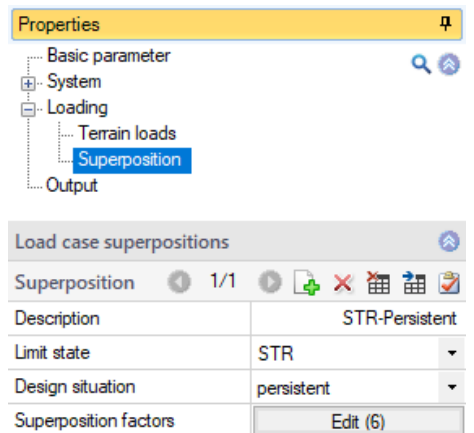 Properties
Basic parameter
System
Loading
Terrain loads
Superposition
Output
Load case superpositions
Superposition 1/1
Description STR-Persistent
Limit state STR
Design situation persistent
Superposition factors Edit (6)